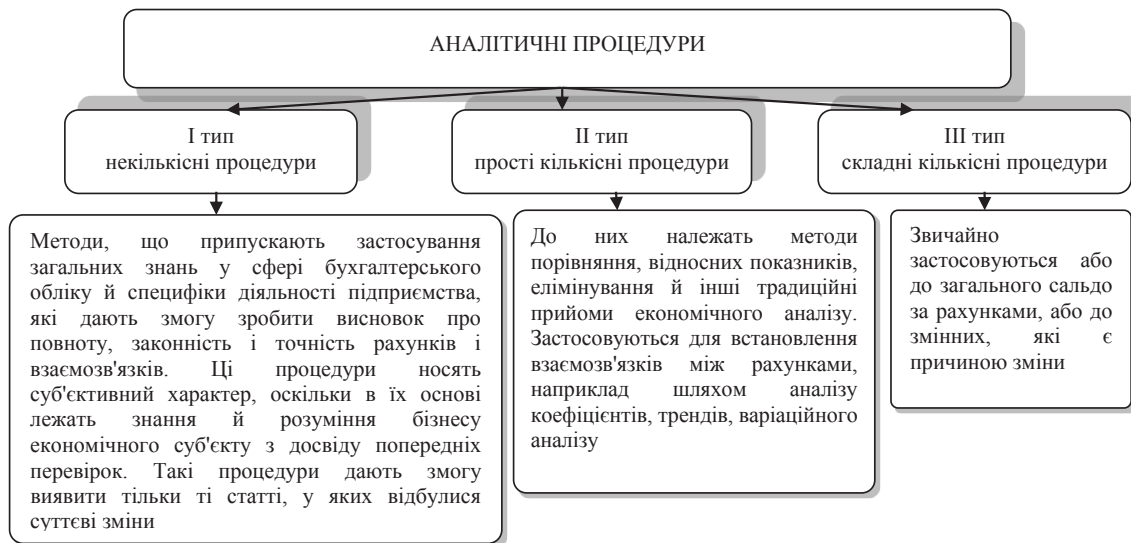 АНАЛІТИЧНІ ПРОЦЕДУРИ
І тип
некількісні процедури
ІІ тип
прості кількісні процедури
ІІІ тип
складні кількісні процедури
Методи, що припускають застосування
загальних знань у сфері бухгалтерського
обліку й специфіки діяльності підприємства,
які дають змогу зробити висновок про
повноту, законність і точність рахунків і
взаємозв'язків. Ці процедури носять
суб'єктивний характер, оскільки в їх основі
лежать знання й розуміння бізнесу
економічного суб'єкту з досвіду попередніх
перевірок. Такі процедури дають змогу
виявити тільки ті статті, у яких відбулися
суттєві зміни
До них належать методи
порівняння, відносних показників,
елімінування й інші традиційні
прийоми економічного аналізу.
Застосовуються для встановлення
взаємозв'язків між рахунками,
наприклад шляхом аналізу
коефіцієнтів, трендів, варіаційного
аналізу
Звичайно
застосовуються або
до загального сальдо
за рахунками, або до
змінних, які є
причиною зміни